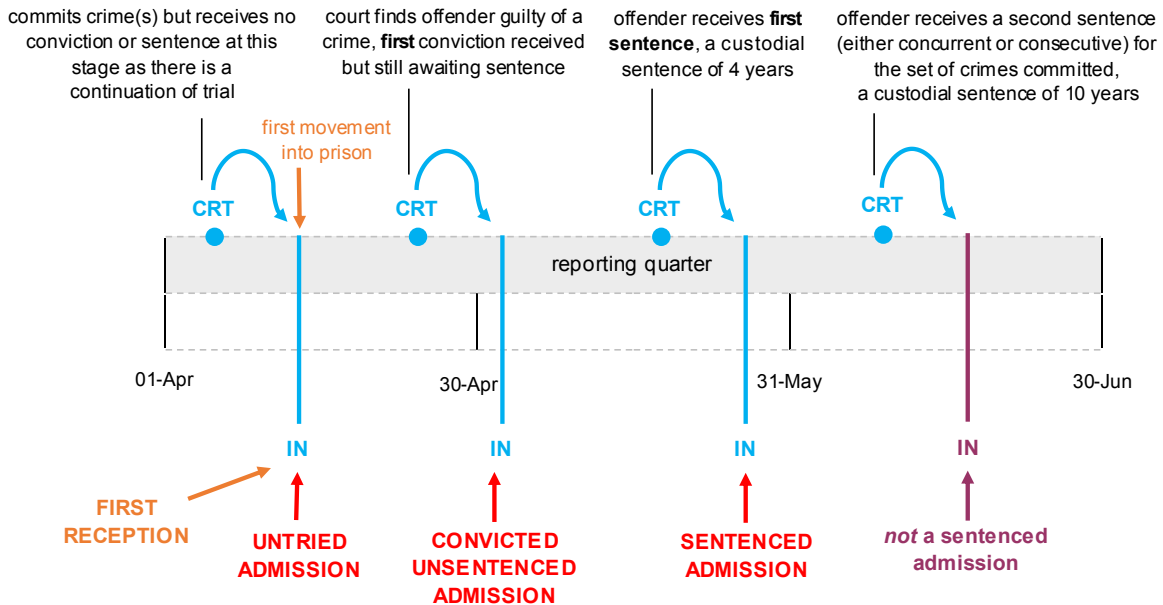 commits crime(s) but receives no
conviction or sentence at this
stage as there is a
continuation of trial
court finds offender guilty of a
crime, first conviction received
but still awaiting sentence
offender receives first
sentence, a custodial
sentence of 4 years
offender receives a second sentence
(either concurrent or consecutive) for
the set of crimes committed,
a custodial sentence of 10 years
first movement
into prison
CRT
CRT
CRT
CRT
reporting quarter
01-Apr
30-Apr
31-May
30-Jun
IN
IN
IN
IN
FIRST
RECEPTION
UNTRIED
ADMISSION
CONVICTED
UNSENTENCED
ADMISSION
SENTENCED
ADMISSION
not a sentenced
admission